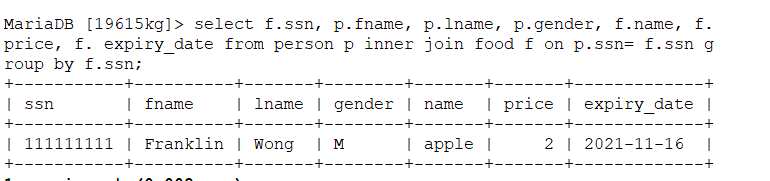 MariaDB [19615kg]> select f.ssn, p.fname, p.lname, p.gender, f.name, f.
price, f. expiry_date from person p inner join food f on p.ssn= f.ssn g
roup by f.ssn;
+-----------+----------+-------+--------+-------+-------+-------------+
| ssn       | fname    | lname | gender | name  | price | expiry_date |
+-----------+----------+-------+--------+-------+-------+-------------+
| 111111111 | Franklin | Wong  | M      | apple |     2 | 2021-11-16  |
+-----------+----------+-------+--------+-------+-------+-------------+